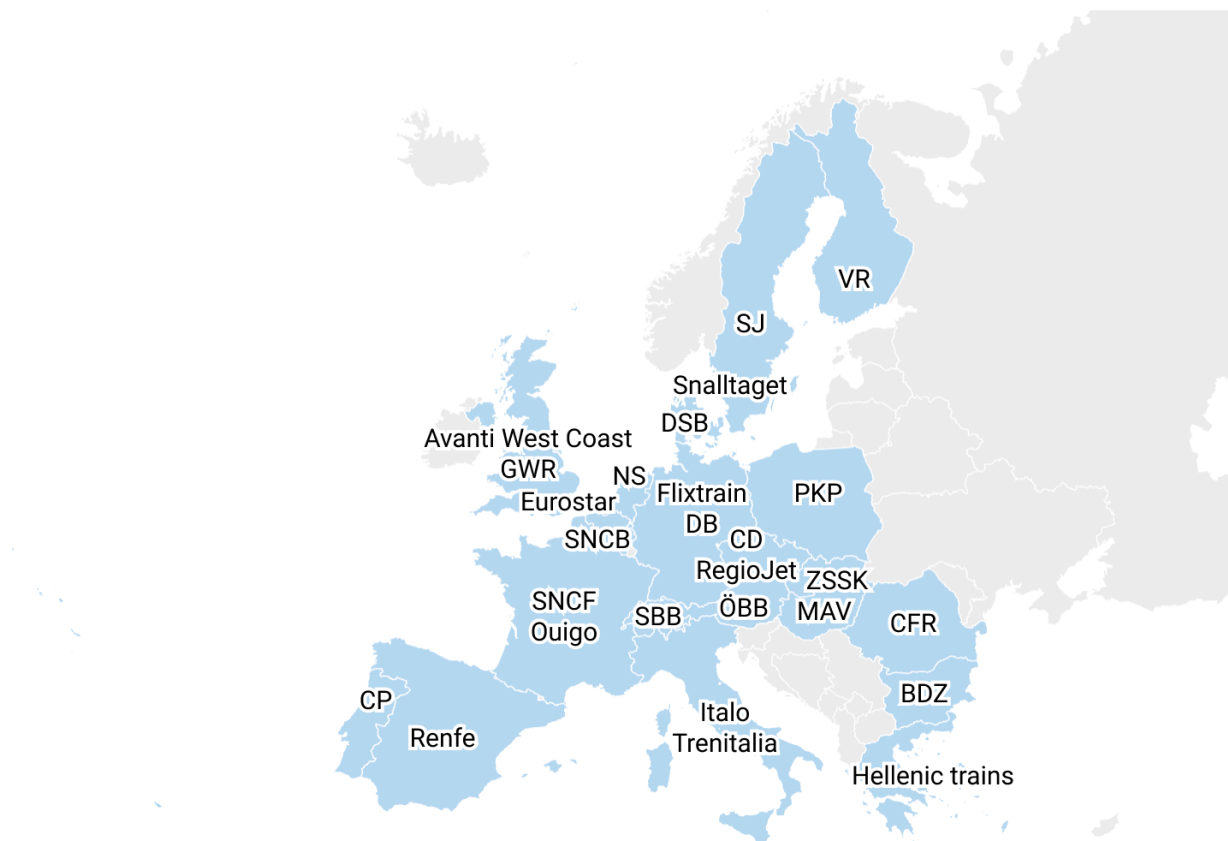 VR
SJ
Snalltaget
DSB
Avanti West Coast
GWR
NS
Eurostar
Flixtrain
PKP
DB
SNCB
CD
RegioJet
ZSSK
SNCF
Ouigo
SBB
ÖBB
MAV
CFR
BDZ
CP
Renfe
Italo
Trenitalia
Hellenic trains